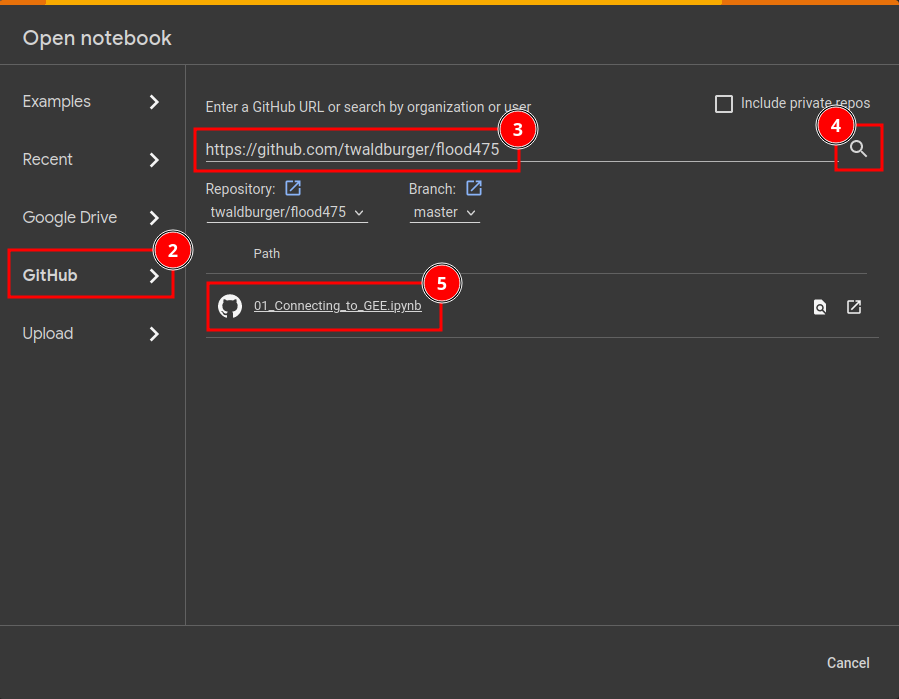 Open notebook
Examples
Recent
Google Drive
GitHub
2
Upload
Enter a GitHub URL or search by organization or user
Include private repos
3
4
https://github.com/twaldburger/flood475
Repository:
Branch:
twaldburger/flood475
master
Path
5
01_Connecting_to_GEE.ipynb
Cancel